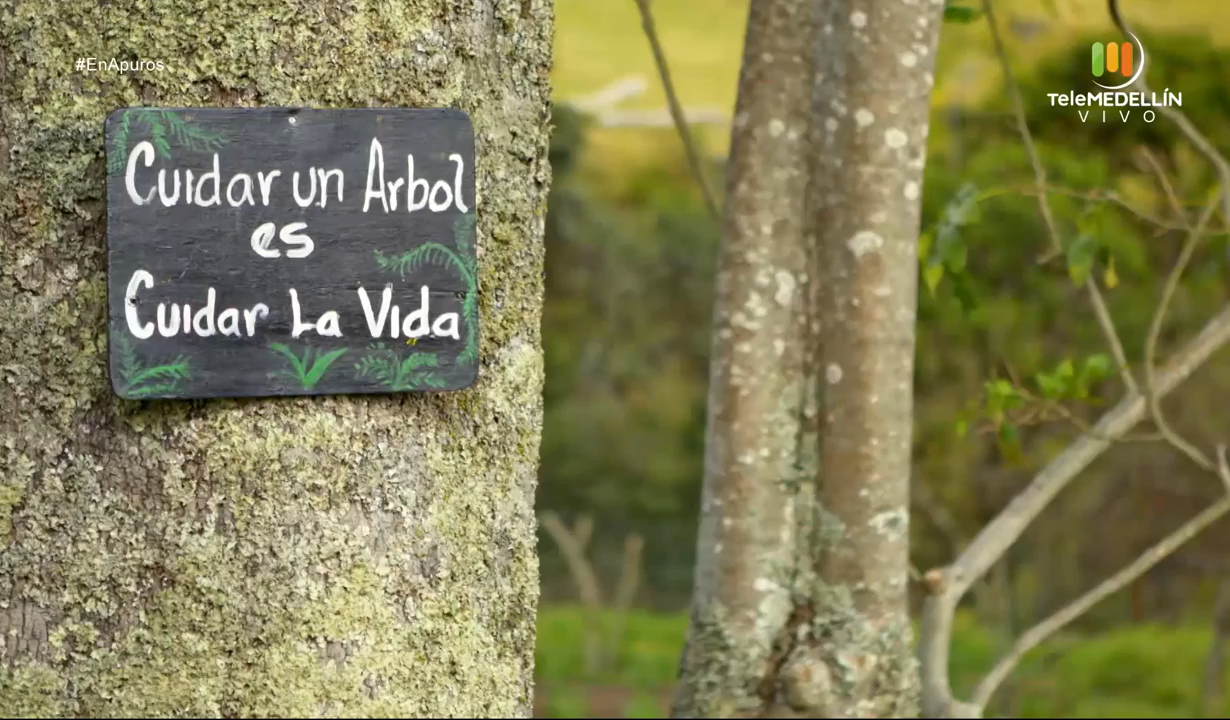 #EnApuros
TeleMEDELLÍN
VIVO
Cuidar un Arbol
es
Cuidar La Vida